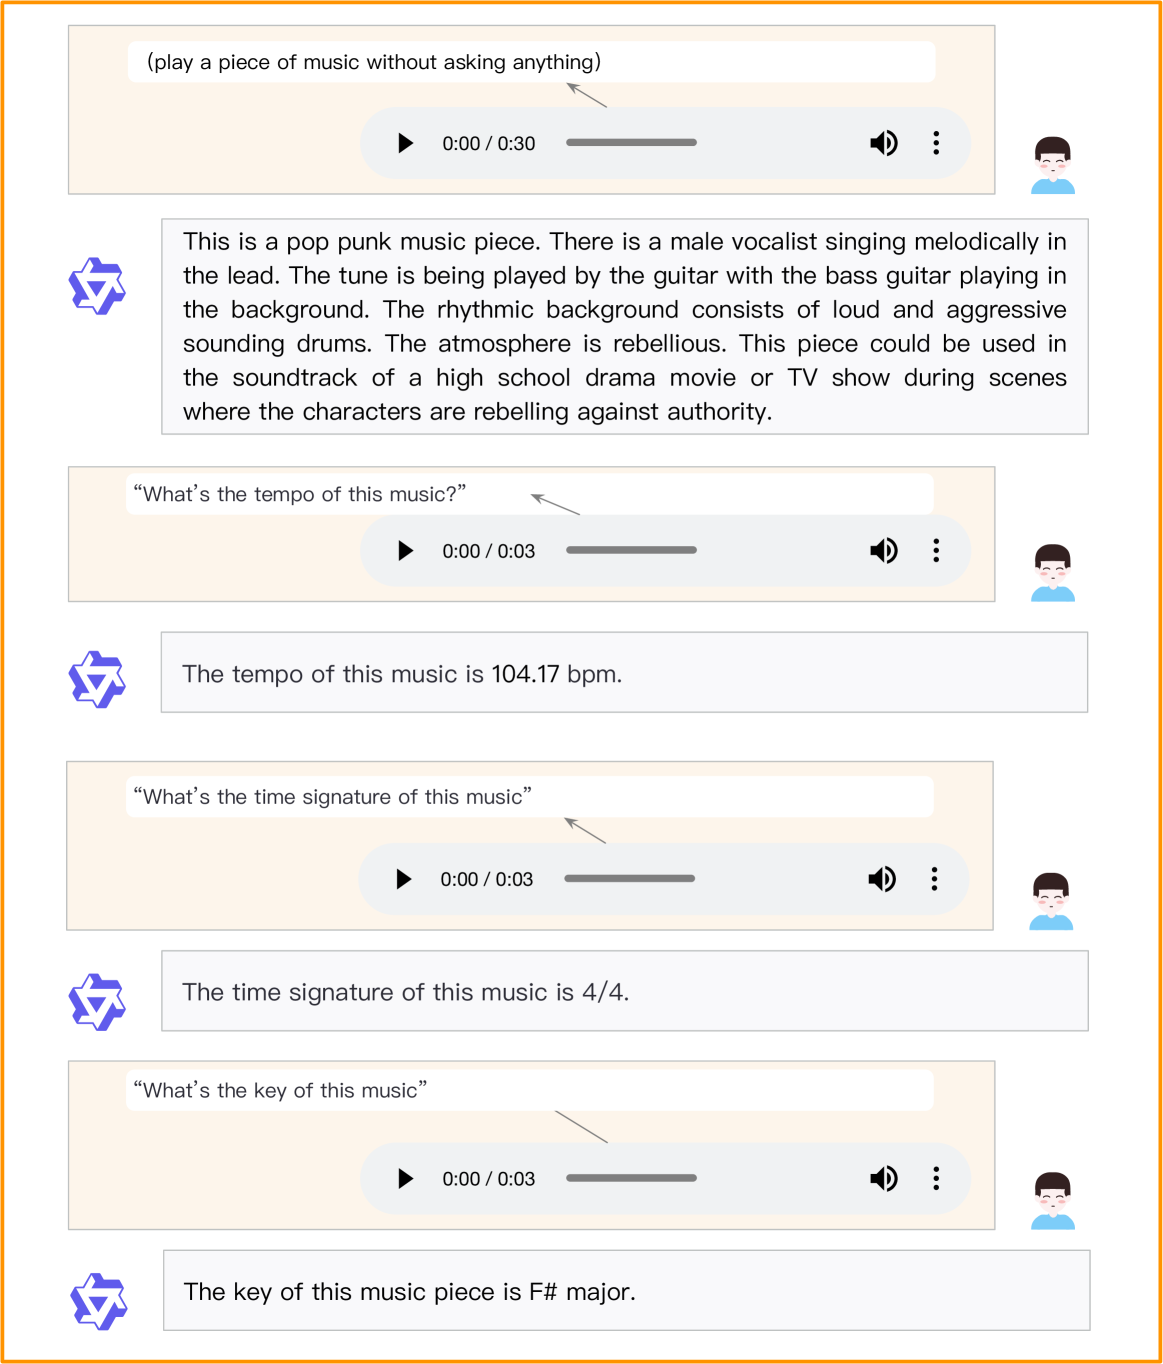 (play a piece of music without asking anything)
0:00 / 0:30
This is a pop punk music piece. There is a male vocalist singing melodically in
the lead. The tune is being played by the guitar with the bass guitar playing in
the background. The rhythmic background consists of loud and aggressive
sounding drums. The atmosphere is rebellious. This piece could be used in
the soundtrack of a high school drama movie or TV show during scenes
where the characters are rebelling against authority.
“What’s the tempo of this music?”
0:00 / 0:03
The tempo of this music is 104.17 bpm.
“What’s the time signature of this music”
0:00 / 0:03
The time signature of this music is 4/4.
“What’s the key of this music”
0:00 / 0:03
The key of this music piece is F# major.